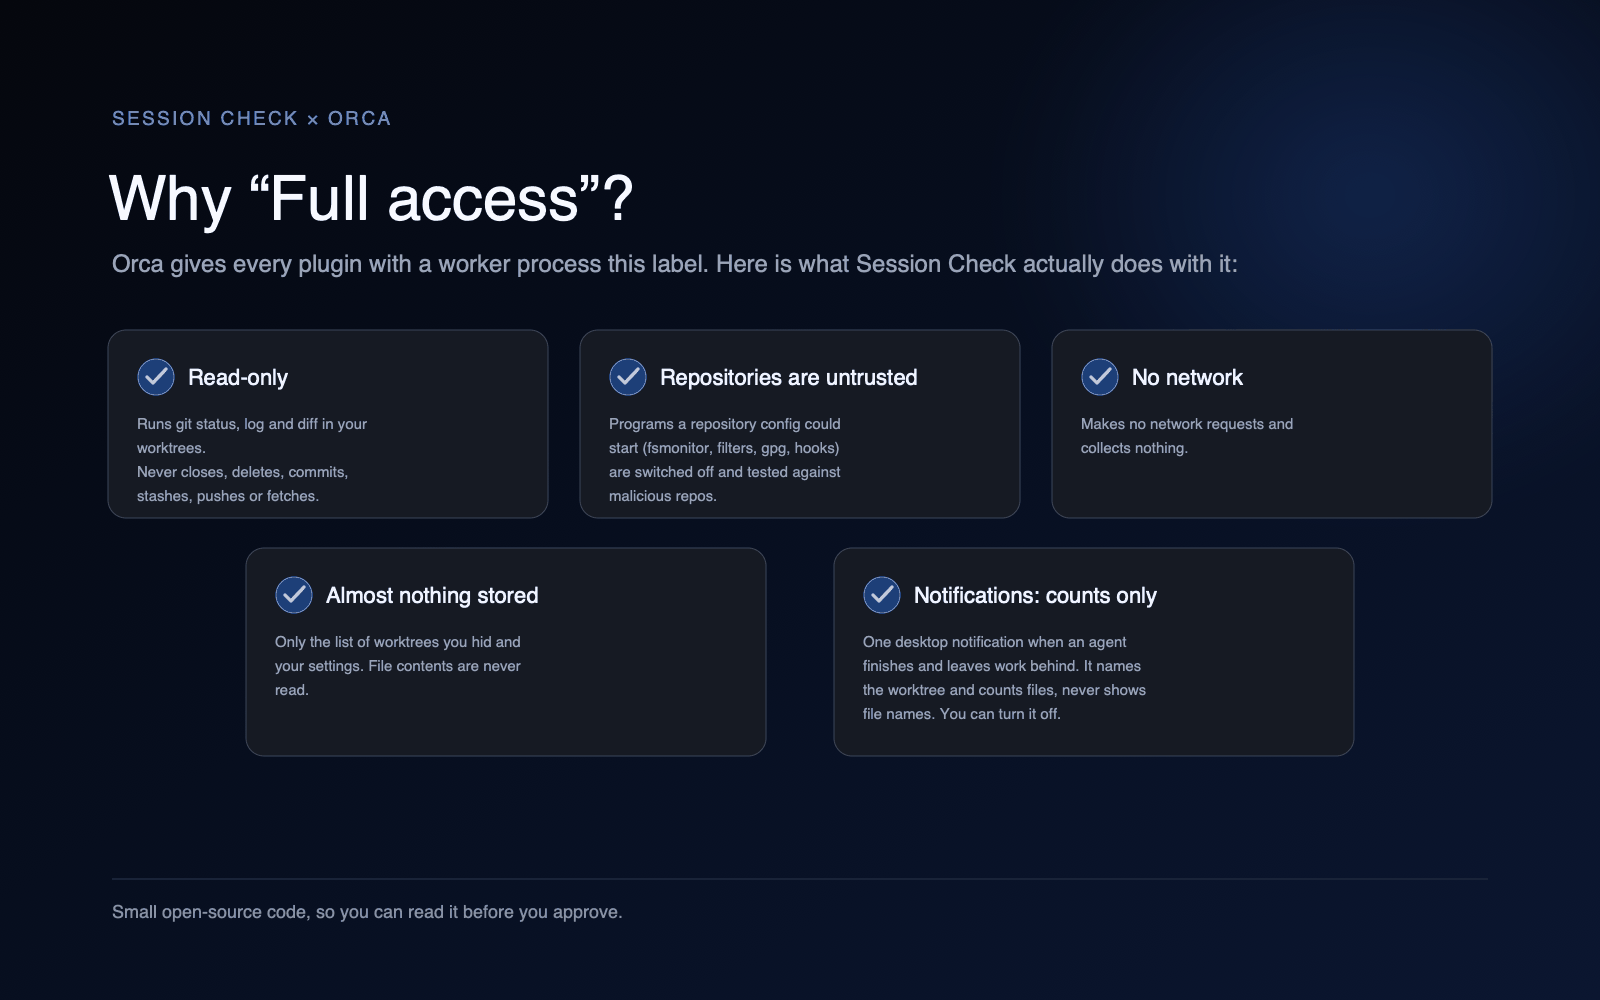 SESSION CHECK × ORCA
Why “Full access”?
Orca gives every plugin with a worker process this label. Here is what Session Check actually does with it:
Read-only
Runs git status, log and diff in your
worktrees.
Never closes, deletes, commits,
stashes, pushes or fetches.
Repositories are untrusted
Programs a repository config could
start (fsmonitor, filters, gpg, hooks)
are switched off and tested against
malicious repos.
No network
Makes no network requests and
collects nothing.
Almost nothing stored
Only the list of worktrees you hid and
your settings. File contents are never
read.
Notifications: counts only
One desktop notification when an agent
finishes and leaves work behind. It names
the worktree and counts files, never shows
file names. You can turn it off.
Small open-source code, so you can read it before you approve.